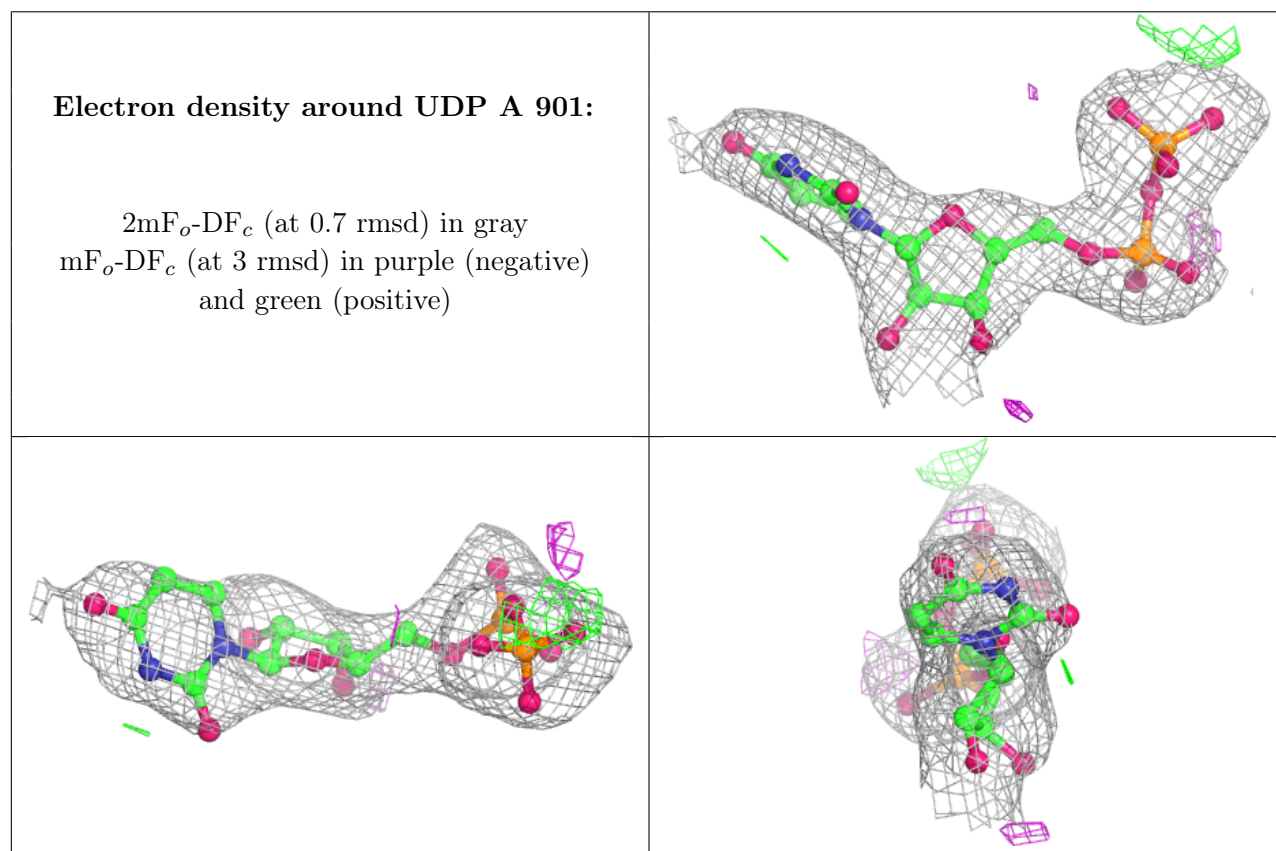 Electron density around UDP A 901:
2mFo-DFc (at 0.7 rmsd) in gray
mFo-DFc (at 3 rmsd) in purple (negative)
and green (positive)